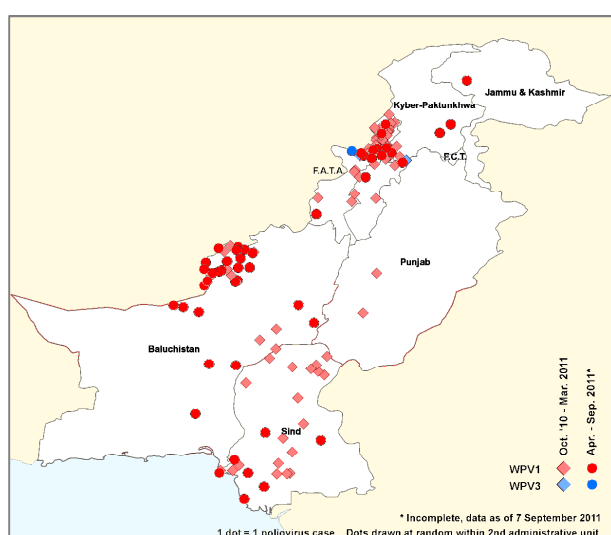 Jammu & Kashmir
Kyber-Paktunkhwa
F.C.T.
F.A.T.A.
Punjab
Baluchistan
Sind
Oct. '10 - Mar. 2011
Apr. - Sep. 2011*
WPV1
WPV3
* Incomplete, data as of 7 September 2011
1 dot = 1 poliovirus case Dots drawn at random within 2nd administrative unit